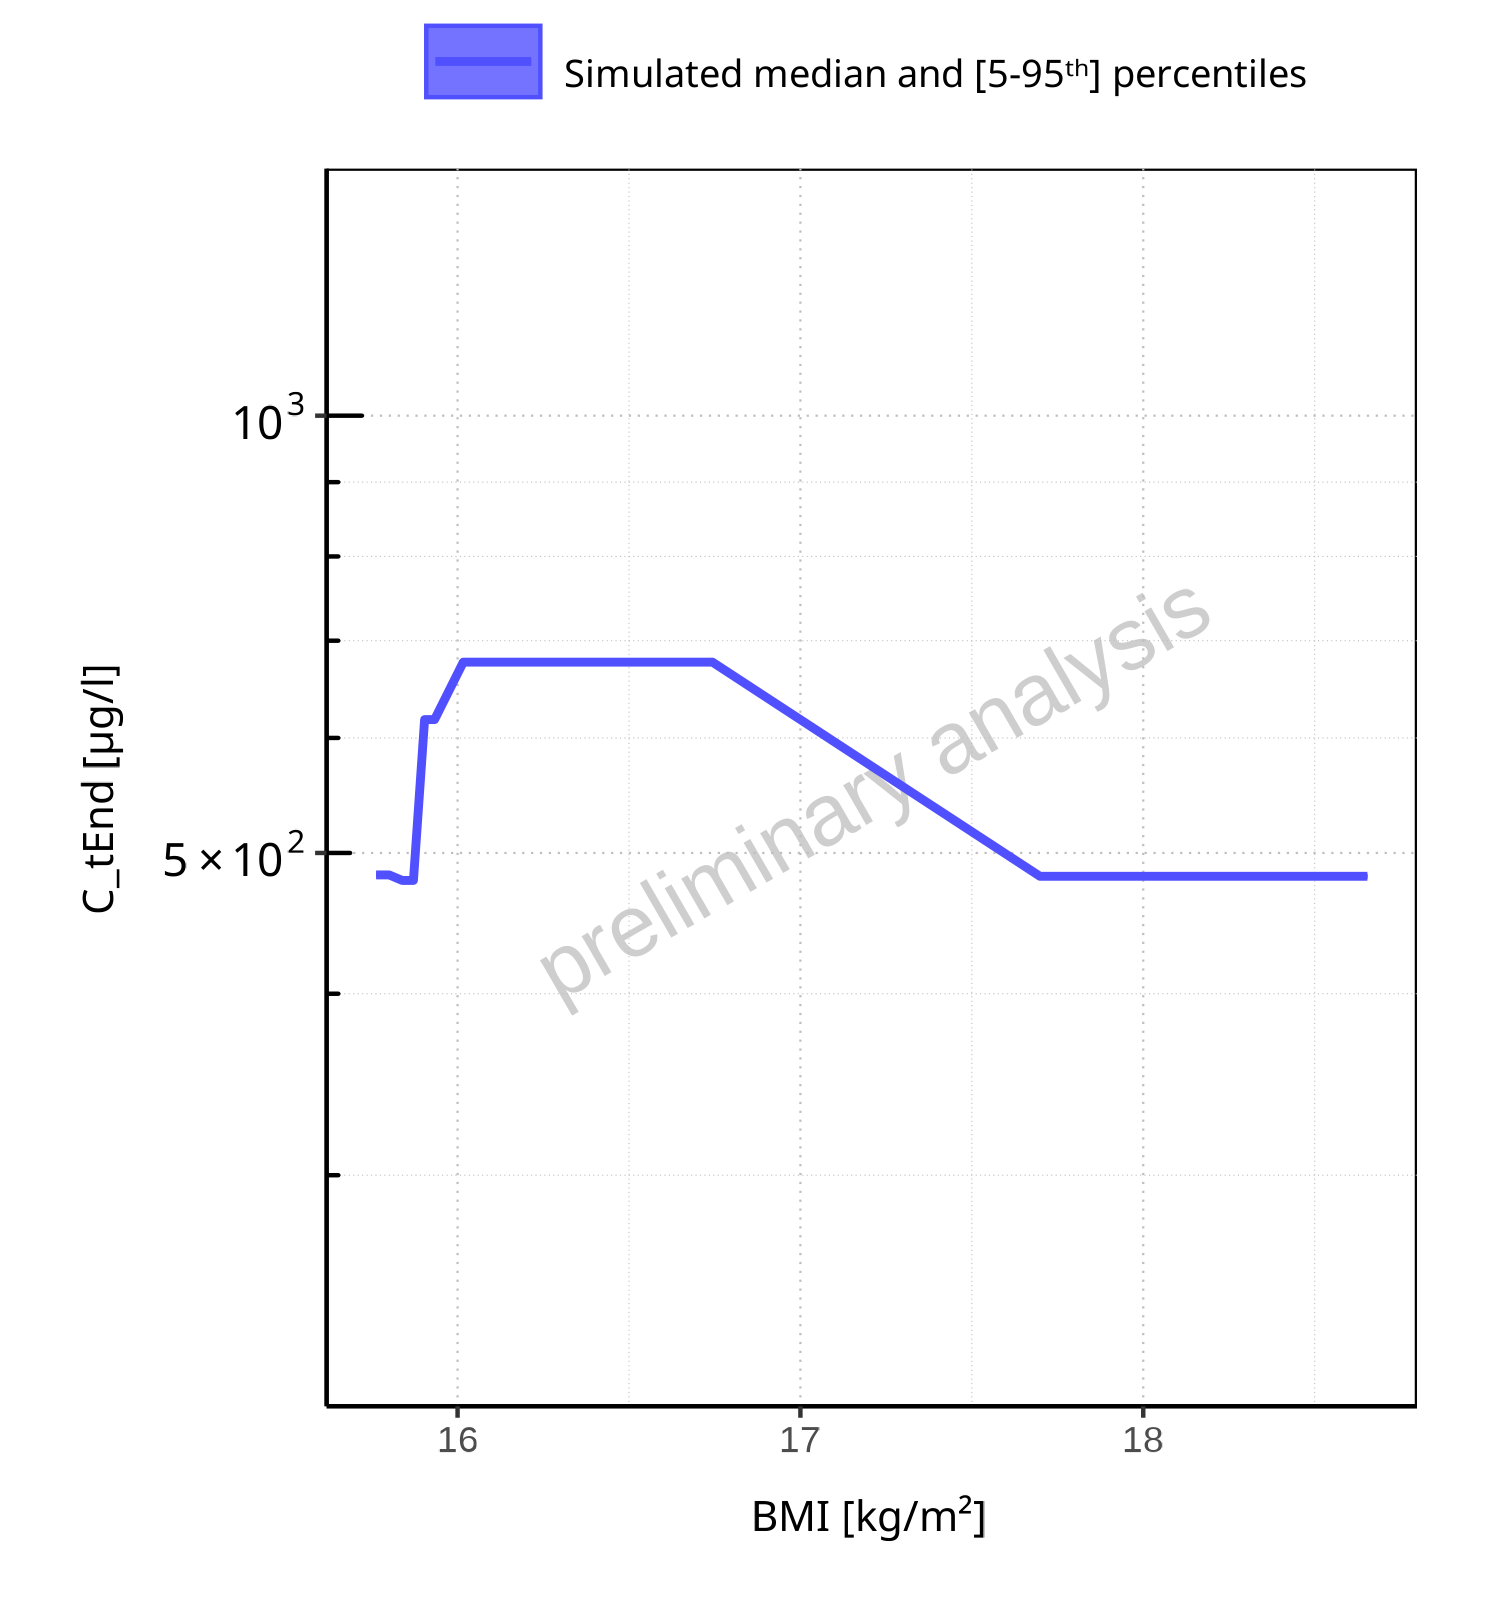 Simulated median and [5-95ᵗʰ] percentiles
10³
5 × 10²
C_tEnd [µg/l]
preliminary analysis
16 17 18
BMI [kg/m²]